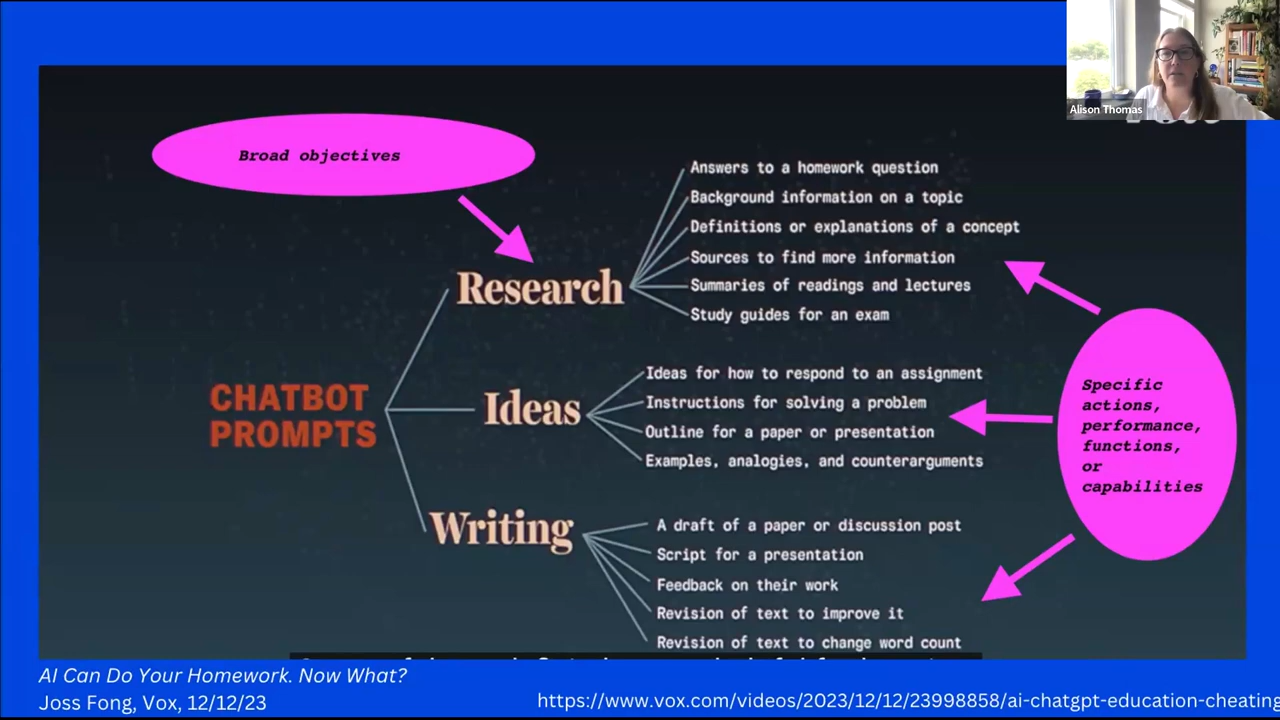 Alison Thomas
Broad objectives
Answers to a homework question
Background information on a topic
Definitions or explanations of a concept
Sources to find more information
Research
Summaries of readings and lectures
Study guides for an exam
CHATBOT
PROMPTS
Ideas
Ideas for how to respond to an assignment
Instructions for solving a problem
Outline for a paper or presentation
Examples, analogies, and counterarguments
Writing
A draft of a paper or discussion post
Script for a presentation
Feedback on their work
Revision of text to improve it
Revision of text to change word count
Specific
actions,
performance,
functions,
or
capabilities
AI Can Do Your Homework. Now What?
Joss Fong, Vox, 12/12/23
https://www.vox.com/videos/2023/12/12/23998858/ai-chatgpt-education-cheating